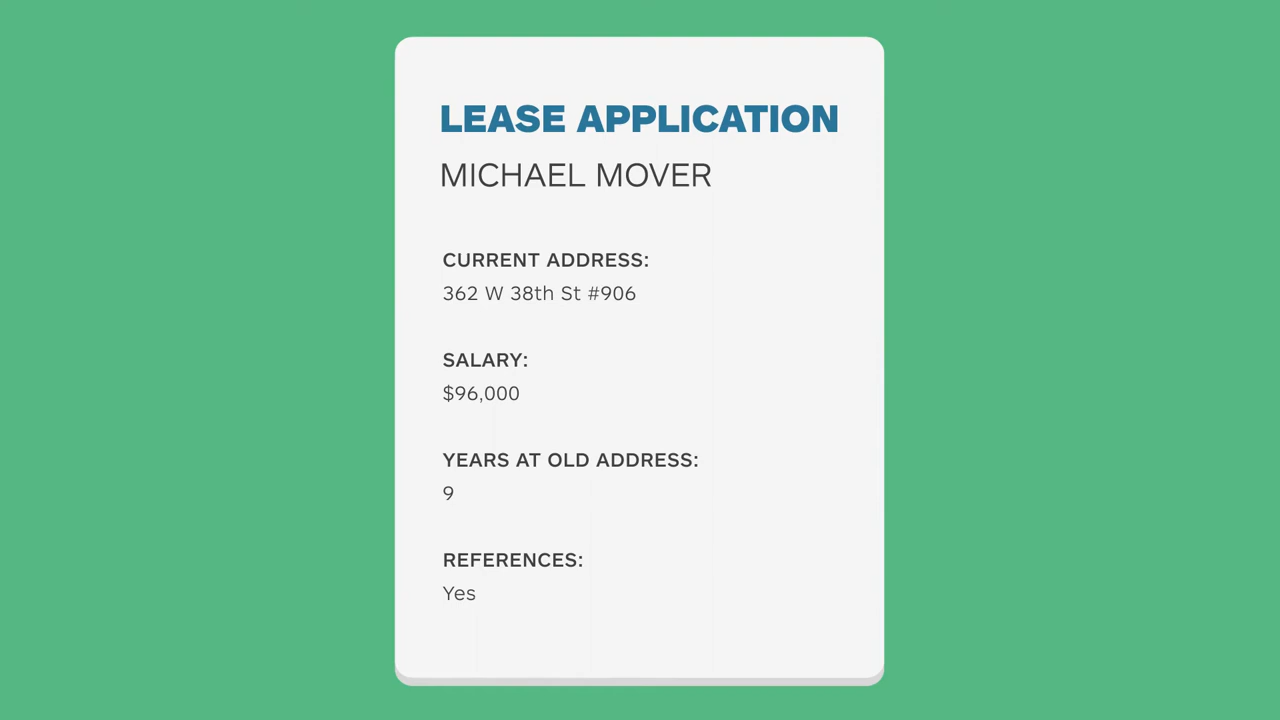 LEASE APPLICATION
MICHAEL MOVER
CURRENT ADDRESS:
362 W 38th St #906
SALARY:
$96,000
YEARS AT OLD ADDRESS:
9
REFERENCES:
Yes